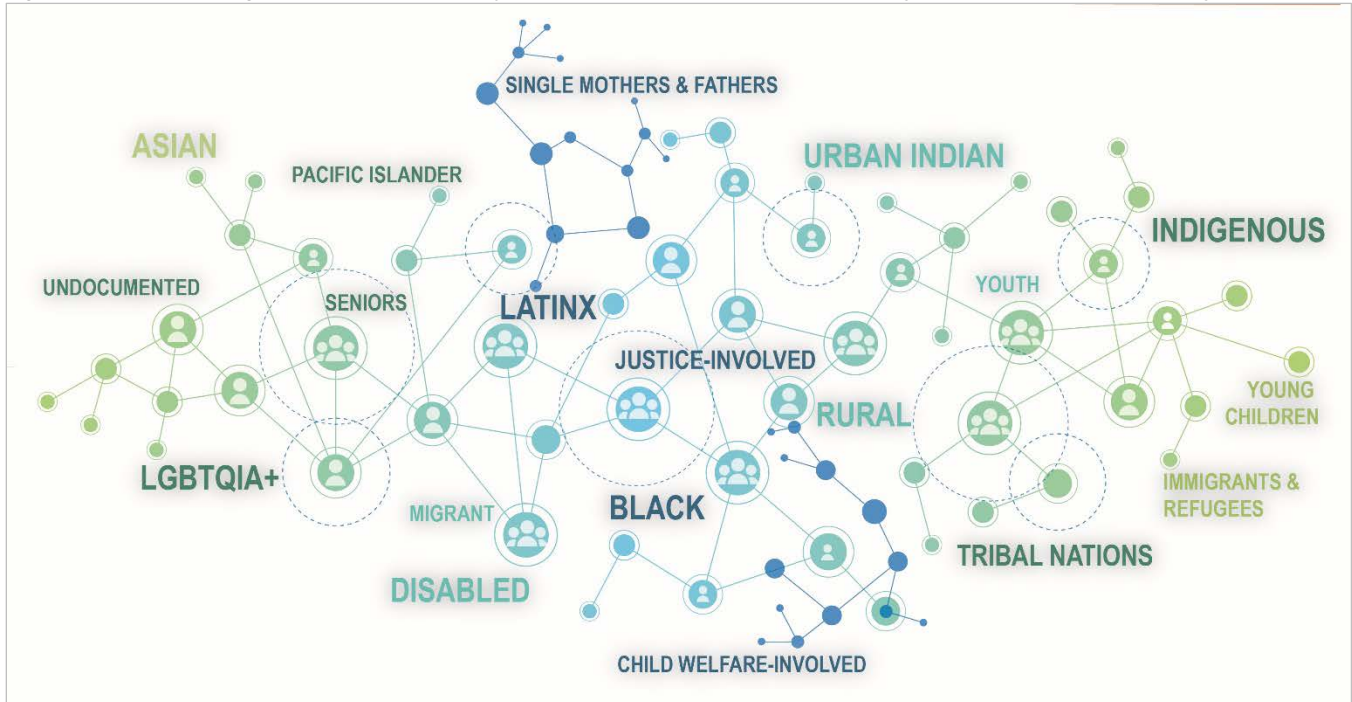 SINGLE MOTHERS & FATHERS
ASIAN
URBAN INDIAN
PACIFIC ISLANDER
INDIGENOUS
UNDOCUMENTED
SENIORS
YOUTH
LATINX
JUSTICE-INVOLVED
YOUNG
CHILDREN
RURAL
LGBTQIA+
IMMIGRANTS &
REFUGEES
MIGRANT
BLACK
TRIBAL NATIONS
DISABLED
CHILD WELFARE-INVOLVED